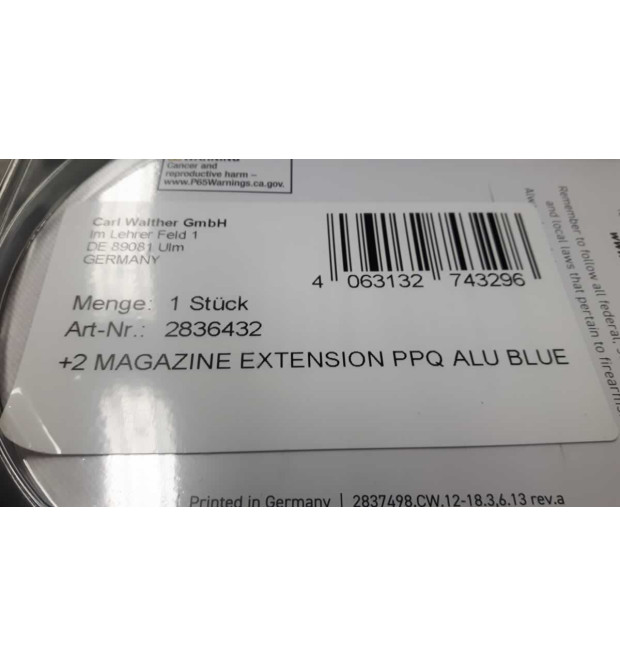 WARNING
Cancer and
reproductive harm –
www.P65Warnings.ca.gov.
Carl Walther GmbH
Im Lehrer Feld 1
DE 89081 Ulm
GERMANY
4 063132 743296
Menge: 1 Stück
Art-Nr.: 2836432
+2 MAGAZINE EXTENSION PPQ ALU BLUE
Remember to follow all federal,
and local laws that pertain to firearms
Printed in Germany | 2837498.CW.12-18.3,6.13 rev.a